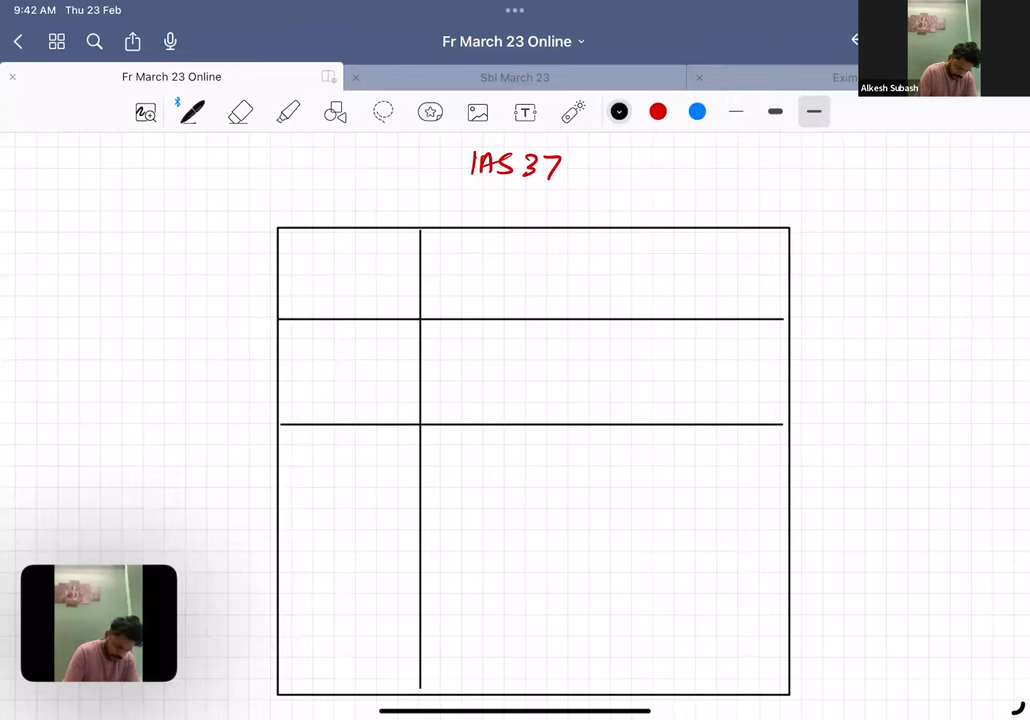 9:42 AM Thu 23 Feb
Fr March 23 Online
Alkesh Subash
Fr March 23 Online
Sbl March 23
Exim
T
IAS 37